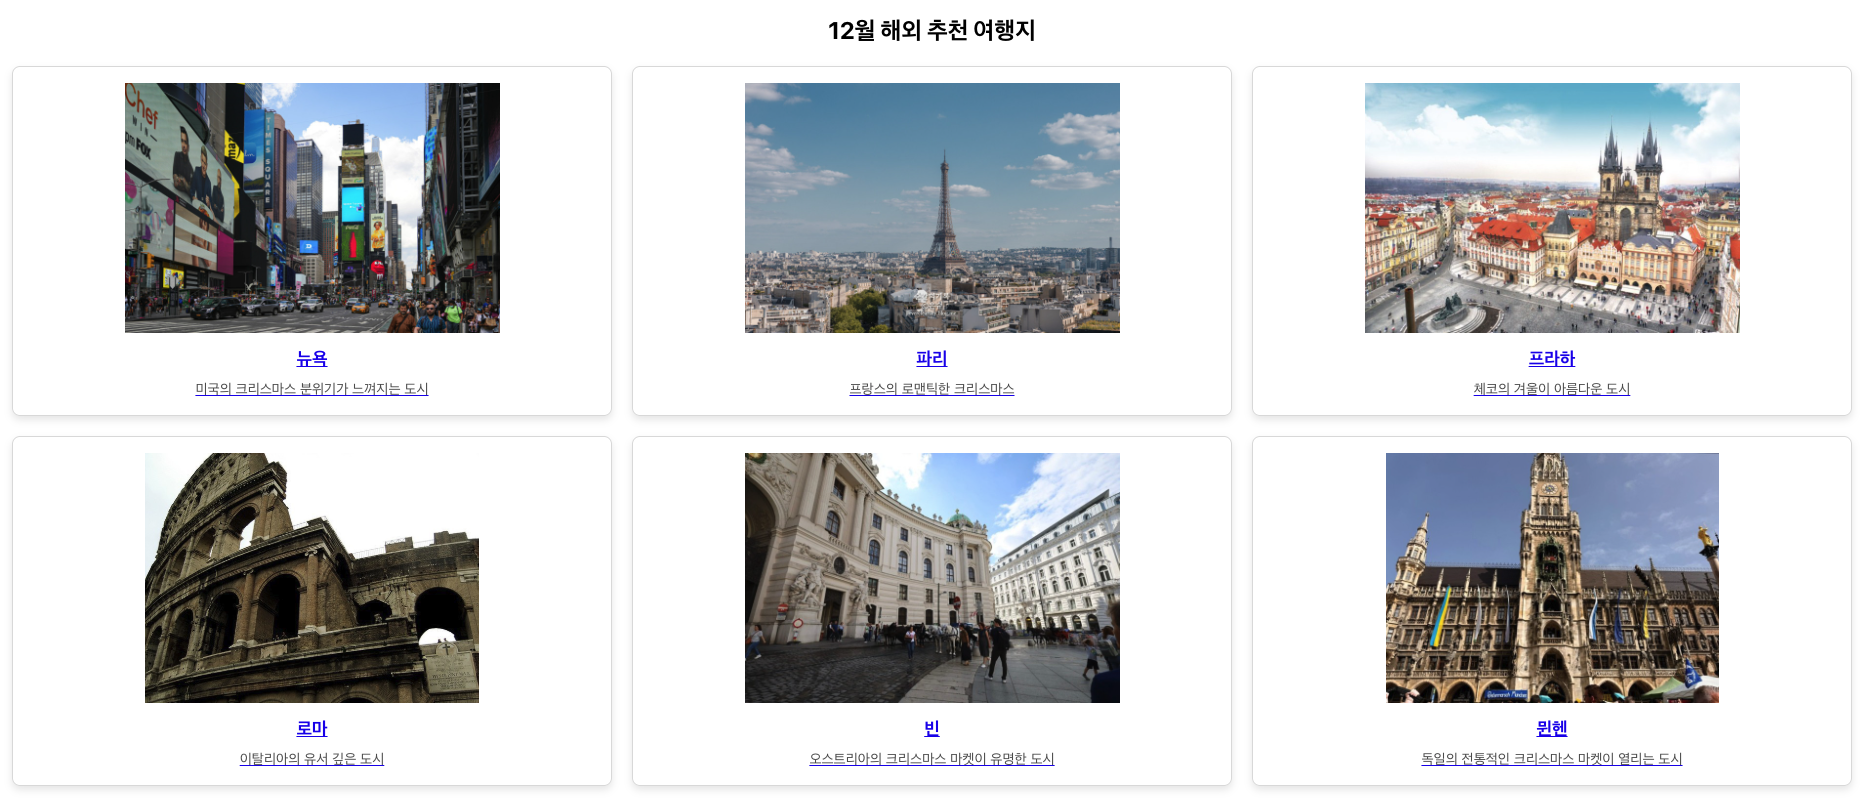 12월 해외 추천 여행지
Chef
pm FOX
TIMES SQUARE
뉴욕
미국의 크리스마스 분위기가 느껴지는 도시
파리
프랑스의 로맨틱한 크리스마스
프라하
체코의 겨울이 아름다운 도시
로마
이탈리아의 유서 깊은 도시
빈
오스트리아의 크리스마스 마켓이 유명한 도시
뮌헨
독일의 전통적인 크리스마스 마켓이 열리는 도시